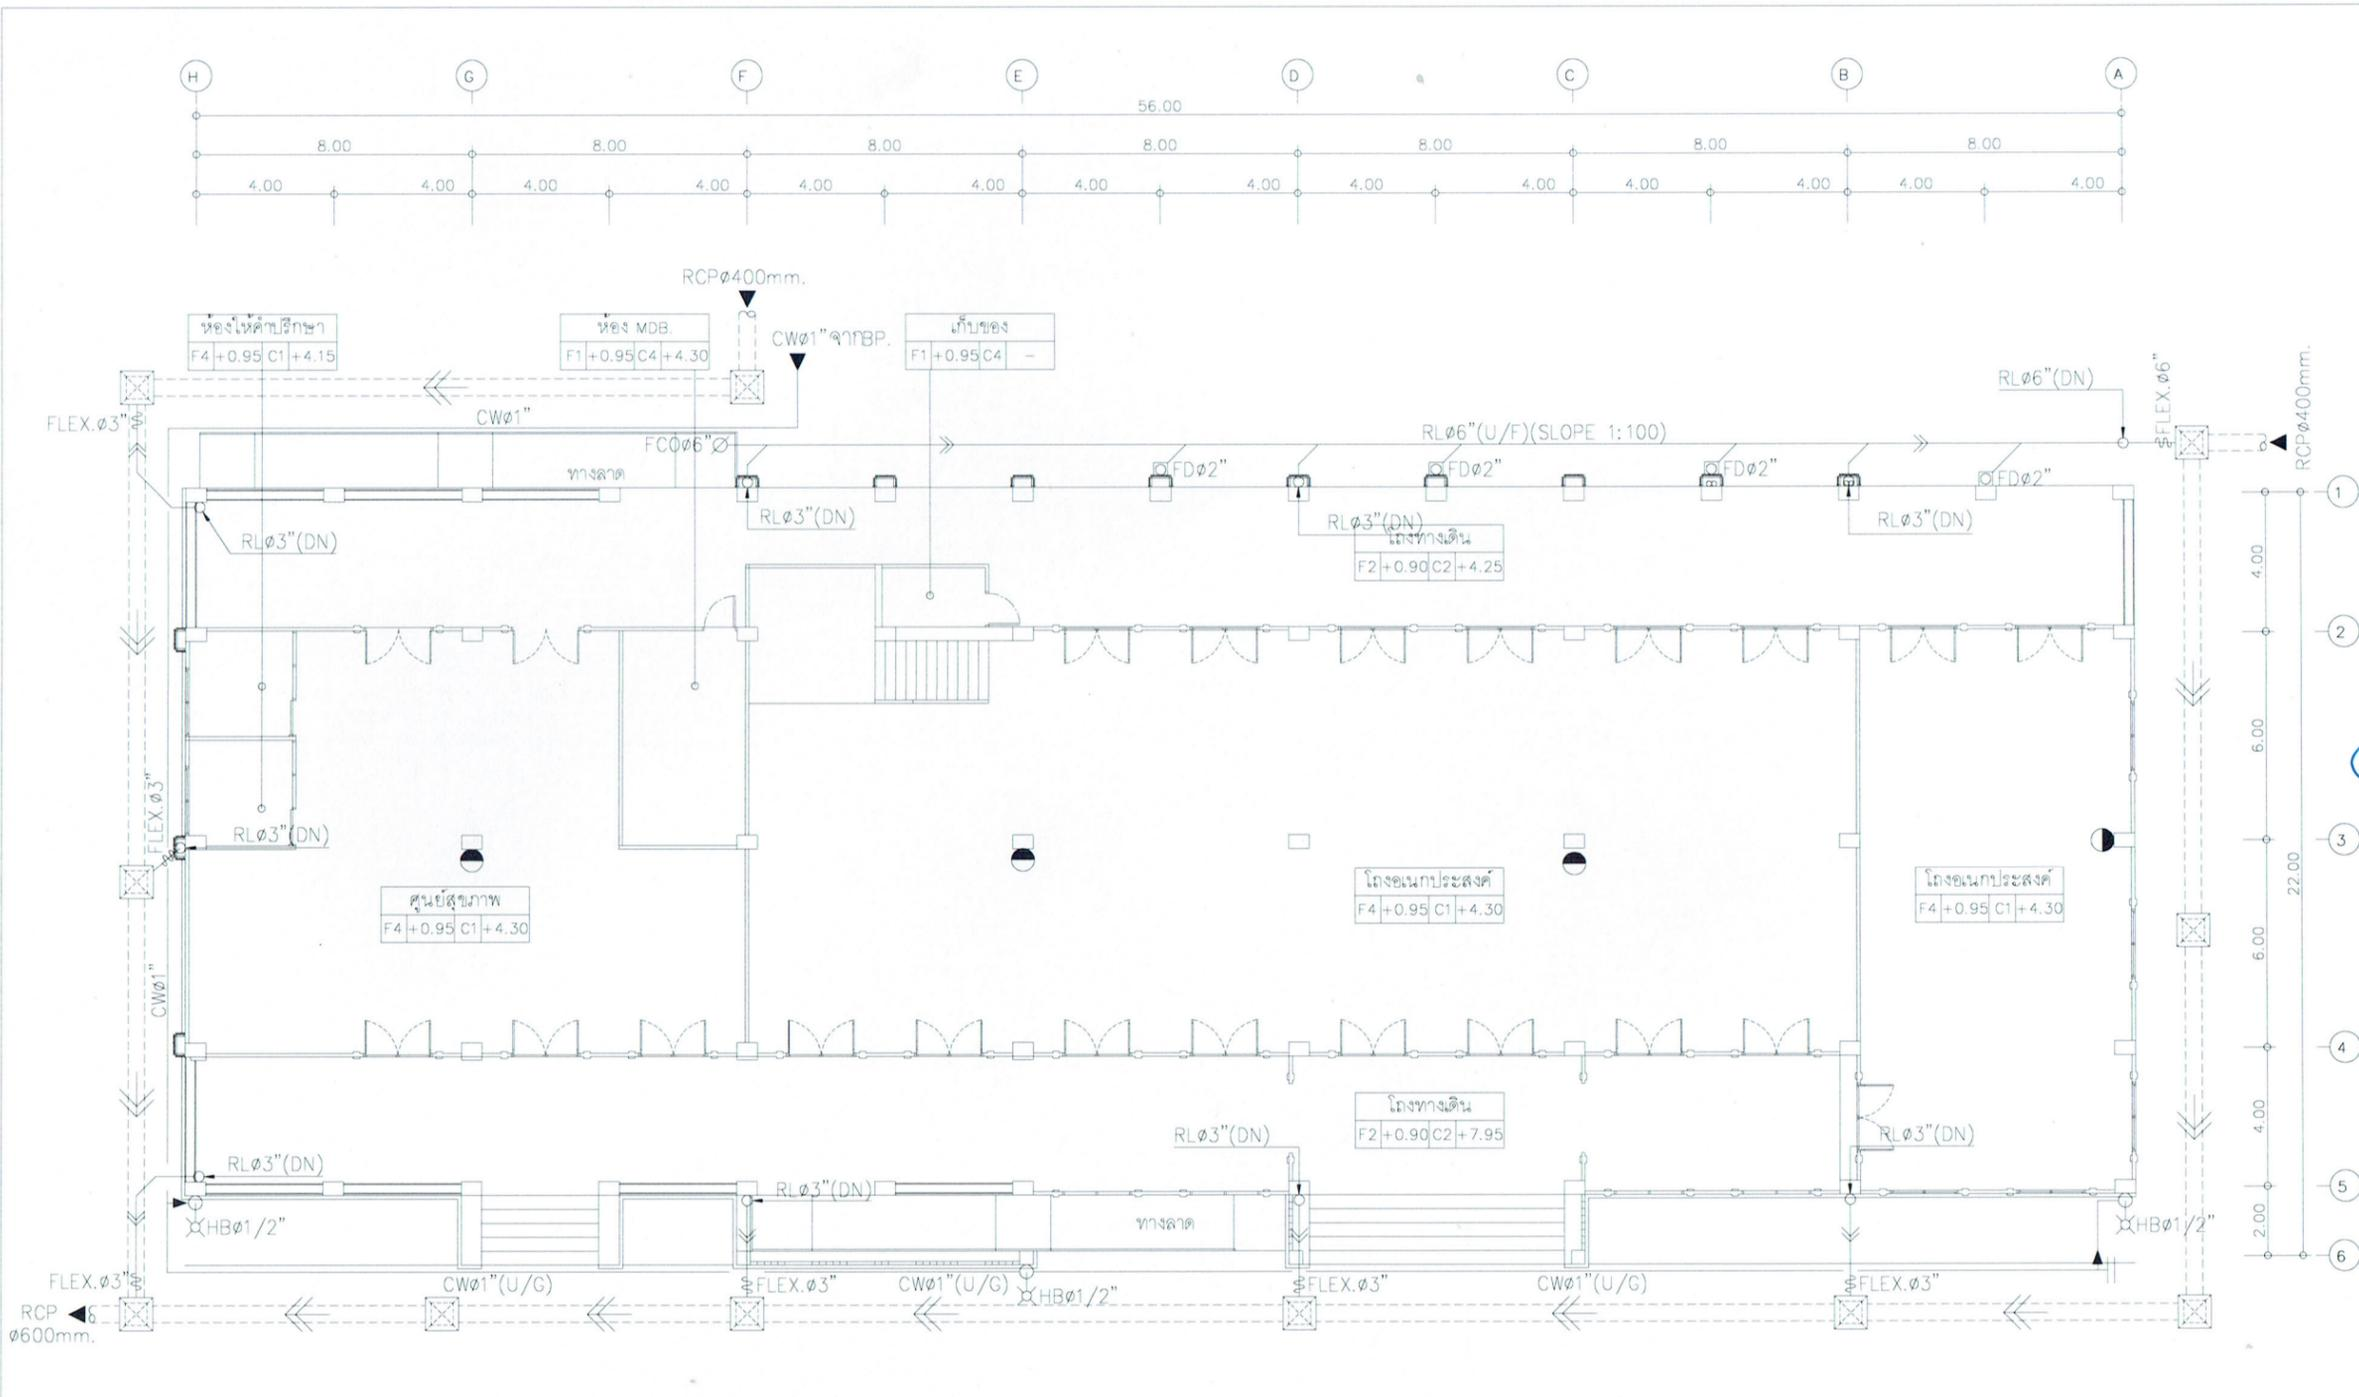 H G F E D C B A
56.00
8.00 8.00 8.00 8.00 8.00 8.00 8.00
4.00 4.00 4.00 4.00 4.00 4.00 4.00 4.00 4.00 4.00 4.00 4.00 4.00 4.00
RCPø400mm.
ห้องให้คำปรึกษา
F4 +0.95 C1 +4.15
ห้อง MDB.
F1 +0.95 C4 +4.30
CWø1" จากBP.
เก็บของ
F1 +0.95 C4 -
RLø6"(DN)
FLEX.ø6"
RCPø400mm.
FLEX.ø3"
CWø1"
FCOø6"
RLø6"(U/F)(SLOPE 1:100)
ทางลาด
FDø2" FDø2" FDø2" FDø2"
1
RLø3"(DN)
RLø3"(DN)
RLø3"(DN)
RLø3"(DN)
โถงทางเดิน
F2 +0.90 C2 +4.25
4.00
2
6.00
FLEX.ø3"
RLø3"(DN)
3
22.00
ศูนย์สุขภาพ
F4 +0.95 C1 +4.30
โถงอเนกประสงค์
F4 +0.95 C1 +4.30
โถงอเนกประสงค์
F4 +0.95 C1 +4.30
6.00
CWø1"
4
โถงทางเดิน
F2 +0.90 C2 +7.95
4.00
RLø3"(DN)
RLø3"(DN)
RLø3"(DN)
RLø3"(DN)
5
HBø1/2"
ทางลาด
HBø1/2"
2.00
6
FLEX.ø3"
CWø1"(U/G)
FLEX.ø3"
CWø1"(U/G)
HBø1/2"
FLEX.ø3"
CWø1"(U/G)
FLEX.ø3"
RCP
ø600mm.